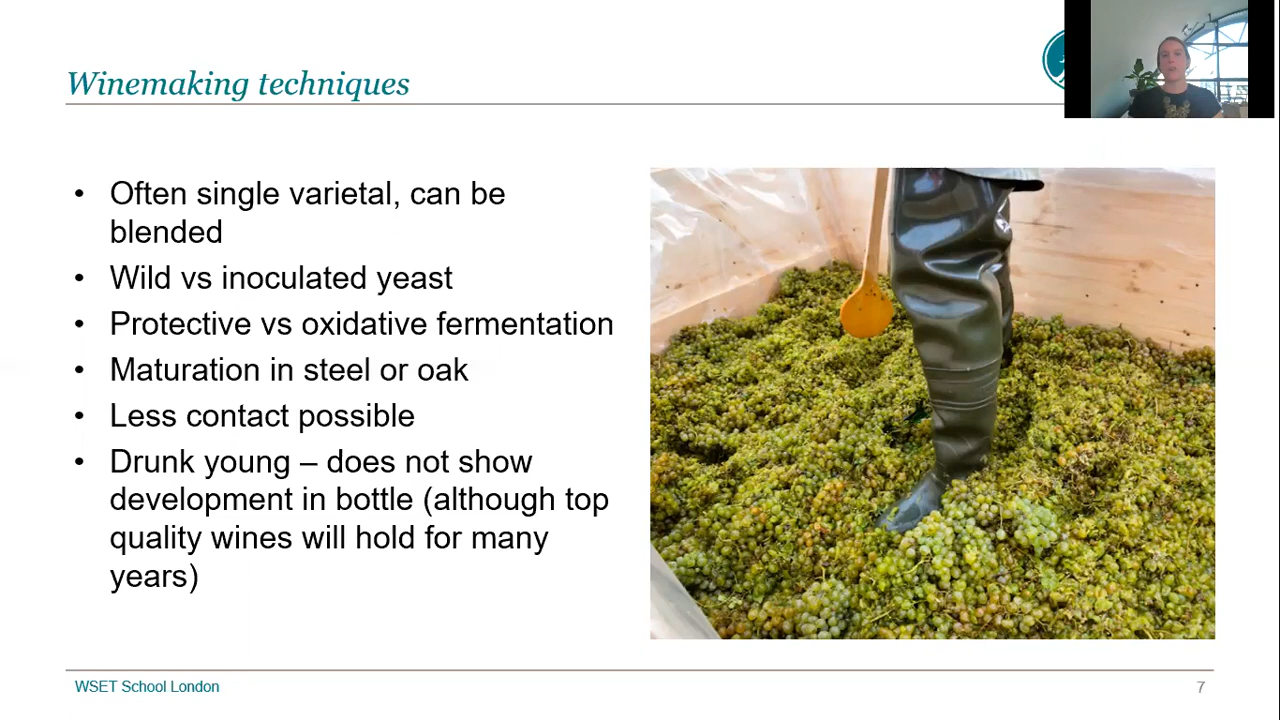 Winemaking techniques
• Often single varietal, can be
blended
• Wild vs inoculated yeast
• Protective vs oxidative fermentation
• Maturation in steel or oak
• Less contact possible
• Drunk young – does not show
development in bottle (although top
quality wines will hold for many
years)
WSET School London
7